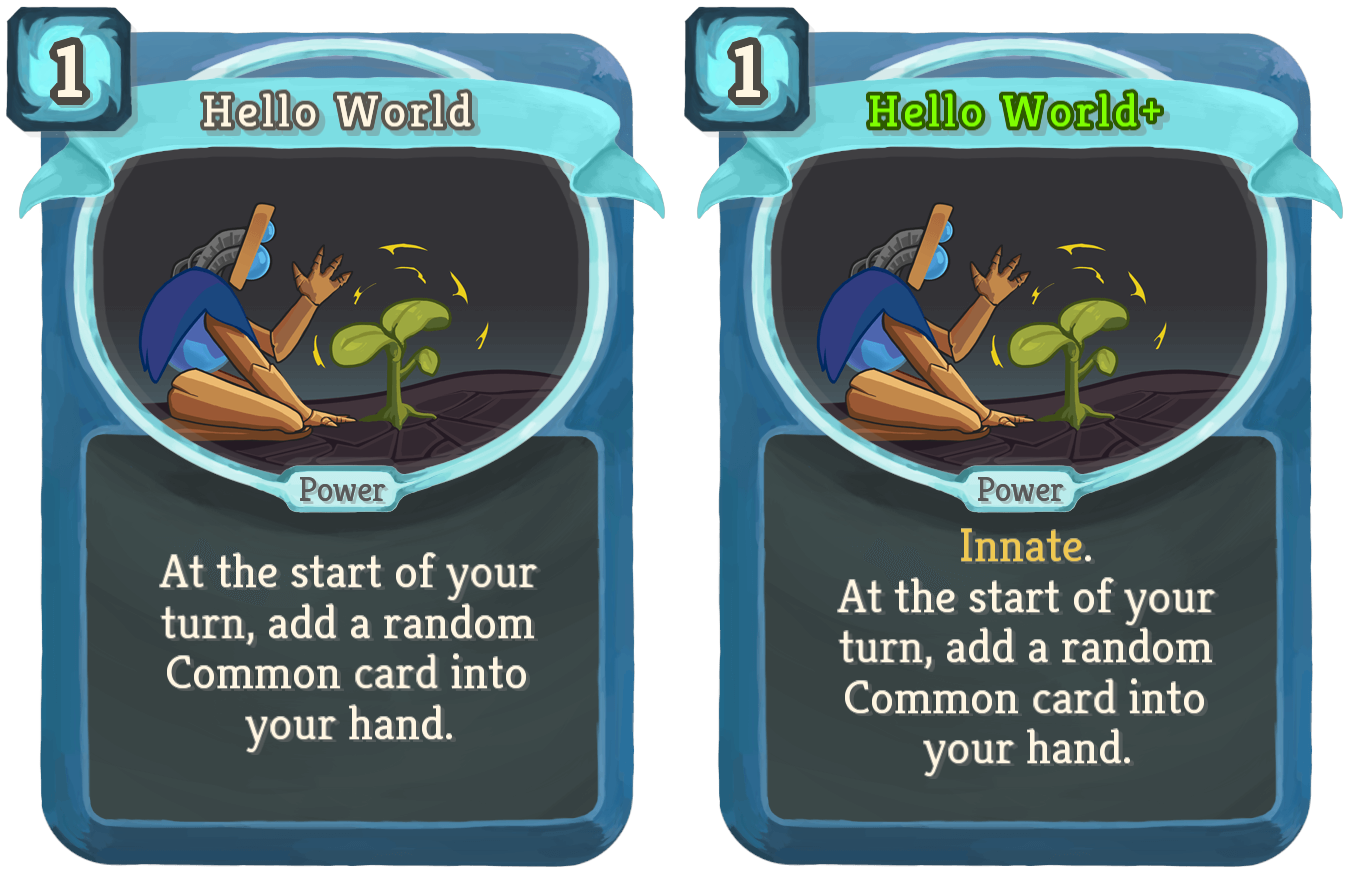 1
Hello World
Power
At the start of your
turn, add a random
Common card into
your hand.
1
Hello World+
Power
Innate.
At the start of your
turn, add a random
Common card into
your hand.